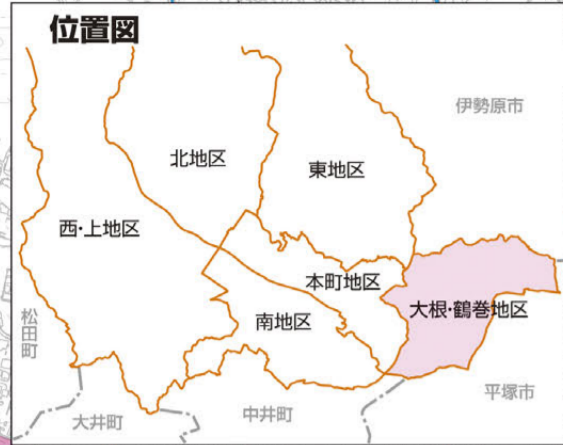 位置図
伊勢原市
北地区
東地区
西・上地区
本町地区
大根・鶴巻地区
南地区
松田町
平塚市
大井町
中井町